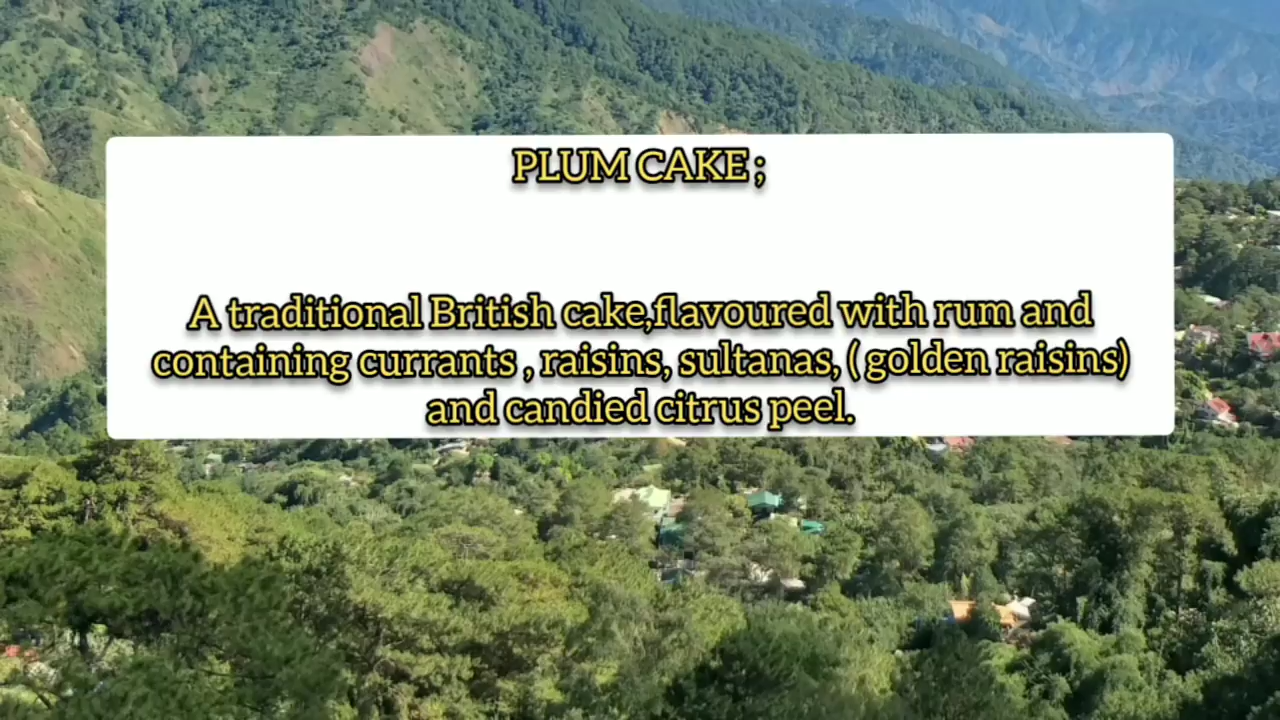 PLUM CAKE ;
A traditional British cake,flavoured with rum and
containing currants , raisins, sultanas, ( golden raisins)
and candied citrus peel.